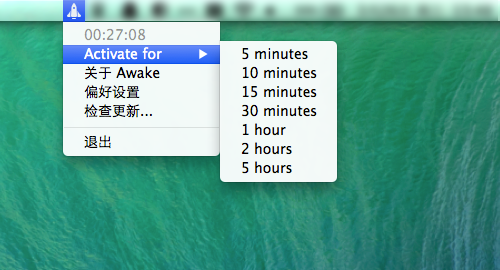 00:27:08
Activate for
关于 Awake
偏好设置
检查更新...
退出
5 minutes
10 minutes
15 minutes
30 minutes
1 hour
2 hours
5 hours